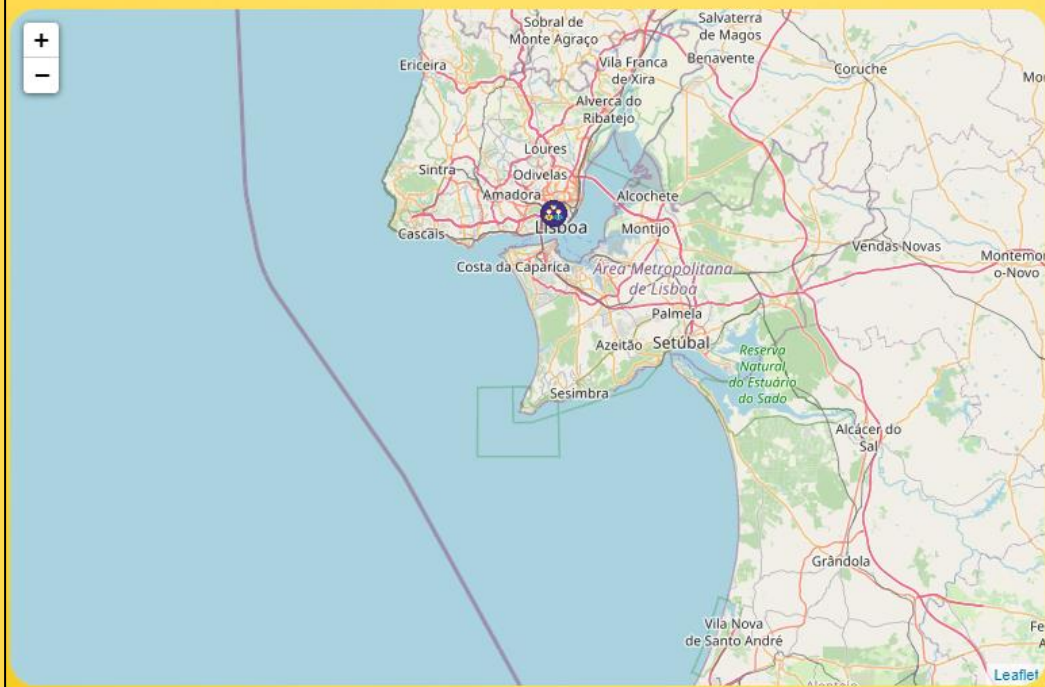 +
−
Sobral de
Monte Agraço
Salvaterra
de Magos
Ericeira
Vila Franca
de Xira
Benavente
Coruche
Alverca do
Ribatejo
Loures
Sintra
Odivelas
Amadora
Alcochete
Lisboa
Montijo
Cascais
Vendas Novas
Costa da Caparica
Área Metropolitana
de Lisboa
Montemor-
o-Novo
Palmela
Azeitão
Setúbal
Reserva
Natural
do Estuário
do Sado
Sesimbra
Alcácer do
Sal
Grândola
Vila Nova
de Santo André
Leaflet